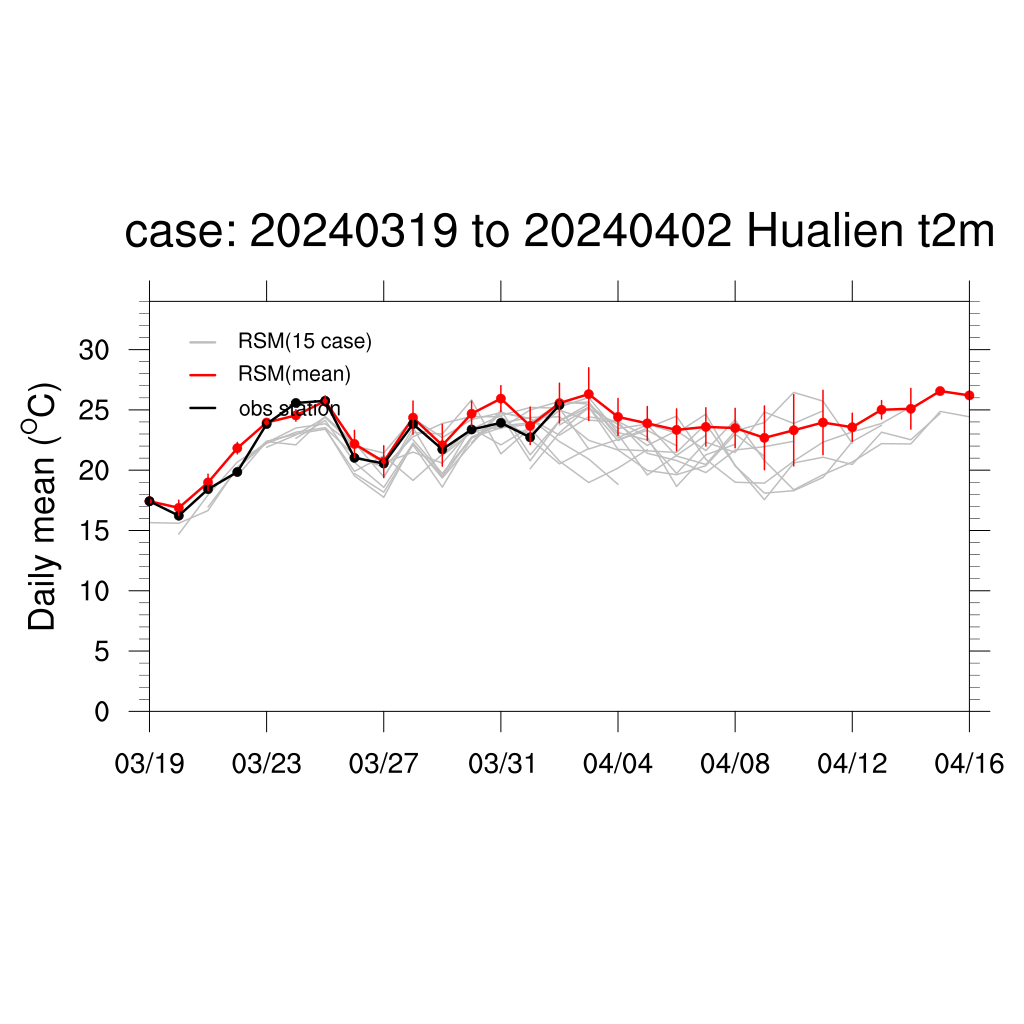 case: 20240319 to 20240402 Hualien t2m
RSM(15 case)
RSM(mean)
obs station
Daily mean (°C)
30
25
20
15
10
5
0
03/19 03/23 03/27 03/31 04/04 04/08 04/12 04/16